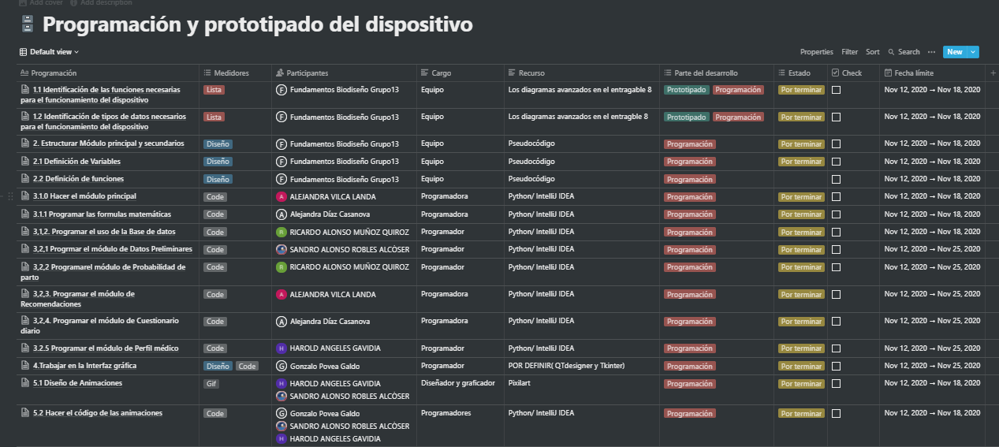 Add cover Add description
Programación y prototipado del dispositivo
Default view
Properties Filter Sort Search ... New
Aa Programación Medidores Participantes Cargo Recurso Parte del desarrollo Estado Check Fecha límite +
1.1 Identificación de las funciones necesarias Lista F Fundamentos Biodiseño Grupo13 Equipo Los diagramas avanzados en el entragable 8 Prototipado Programación Por terminar Nov 12, 2020 → Nov 18, 2020
para el funcionamiento del dispositivo
1.2 Identificación de tipos de datos necesarios Lista F Fundamentos Biodiseño Grupo13 Equipo Los diagramas avanzados en el entragble 8 Prototipado Programación Por terminar Nov 12, 2020 → Nov 18, 2020
para el funcionamiento del dispositivo
2. Estructurar Módulo principal y secundarios Diseño F Fundamentos Biodiseño Grupo13 Equipo Pseudocódigo Programación Por terminar Nov 12, 2020 → Nov 18, 2020
2.1 Definición de Variables Diseño F Fundamentos Biodiseño Grupo13 Equipo Pseudocódigo Programación Por terminar Nov 12, 2020 → Nov 18, 2020
2.2 Definición de funciones Diseño F Fundamentos Biodiseño Grupo13 Equipo Pseudocódigo Programación Nov 12, 2020 → Nov 18, 2020
3.1.0 Hacer el módulo principal Code A ALEJANDRA VILCA LANDA Programadora Python/ IntelliJ IDEA Programación Por terminar Nov 12, 2020 → Nov 18, 2020
3.1.1 Programar las formulas matemáticas Code A Alejandra Díaz Casanova Programadora Python/ IntelliJ IDEA Programación Por terminar Nov 12, 2020 → Nov 18, 2020
3,1,2. Programar el uso de la Base de datos Code R RICARDO ALONSO MUÑOZ QUIROZ Programador Python/ IntelliJ IDEA Programación Por terminar Nov 12, 2020 → Nov 18, 2020
3,2,1 Progrmar el módulo de Datos Preliminares Code SANDRO ALONSO ROBLES ALCÓSER Programador Python/ IntelliJ IDEA Programación Por terminar Nov 12, 2020 → Nov 25, 2020
3,2,2 Programarel módulo de Probabilidad de Code R RICARDO ALONSO MUÑOZ QUIROZ Programador Python/ IntelliJ IDEA Programación Por terminar Nov 12, 2020 → Nov 25, 2020
parto
3,2,3. Programar el módulo de Code A ALEJANDRA VILCA LANDA Programadora Python/ IntelliJ IDEA Programación Por terminar Nov 12, 2020 → Nov 25, 2020
Recomendaciones
3,2,4. Programar el módulo de Cuestionario Code A Alejandra Díaz Casanova Programadora Python/ IntelliJ IDEA Programación Por terminar Nov 12, 2020 → Nov 25, 2020
diario
3.2.5 Programar el módulo de Perfil médico Code H HAROLD ANGELES GAVIDIA Programador Python/ IntelliJ IDEA Programación Por terminar Nov 12, 2020 → Nov 25, 2020
4.Trabajar en la Interfaz gráfica Diseño Code G Gonzalo Povea Galdo Programador POR DEFINIR( QTdesigner y Tkinter) Programación Por terminar Nov 12, 2020 → Nov 25, 2020
5.1 Diseño de Animaciones Gif H HAROLD ANGELES GAVIDIA Diseñador y graficador Pixilart Programación Por terminar Nov 12, 2020 → Nov 18, 2020
SANDRO ALONSO ROBLES ALCÓSER
5.2 Hacer el código de las animaciones Code G Gonzalo Povea Galdo Programadores Python/ IntelliJ IDEA Programación Por terminar Nov 12, 2020 → Nov 18, 2020
SANDRO ALONSO ROBLES ALCÓSER
H HAROLD ANGELES GAVIDIA